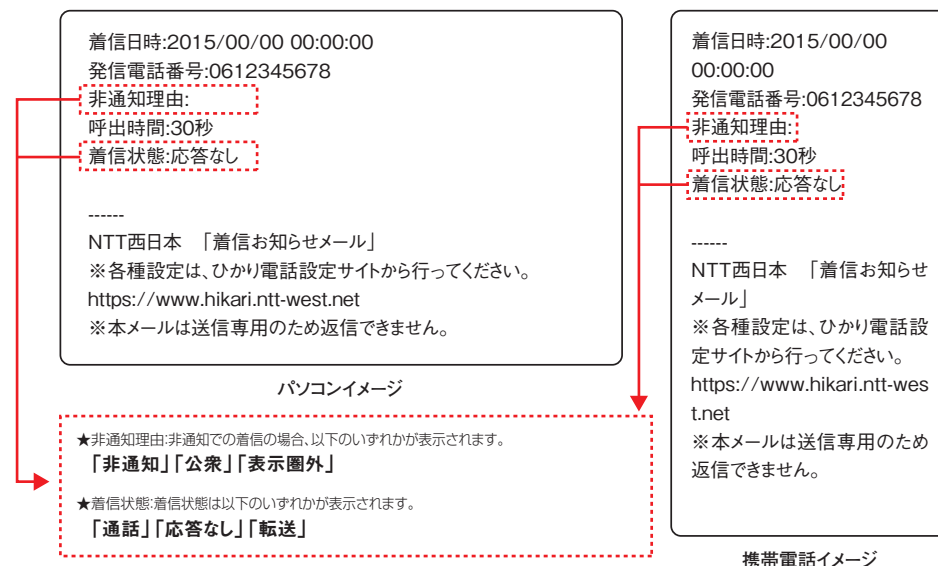 着信日時:2015/00/00 00:00:00
発信電話番号:0612345678
非通知理由:
呼出時間:30秒
着信状態:応答なし
------
NTT西日本　「着信お知らせメール」
※各種設定は、ひかり電話設定サイトから行ってください。
https://www.hikari.ntt-west.net
※本メールは送信専用のため返信できません。
パソコンイメージ
★非通知理由:非通知での着信の場合、以下のいずれかが表示されます。
「非通知」「公衆」「表示圏外」
★着信状態:着信状態は以下のいずれかが表示されます。
「通話」「応答なし」「転送」
着信日時:2015/00/00
00:00:00
発信電話番号:0612345678
非通知理由:
呼出時間:30秒
着信状態:応答なし
------
NTT西日本　「着信お知らせ
メール」
※各種設定は、ひかり電話設
定サイトから行ってください。
https://www.hikari.ntt-wes
t.net
※本メールは送信専用のため
返信できません。
携帯電話イメージ